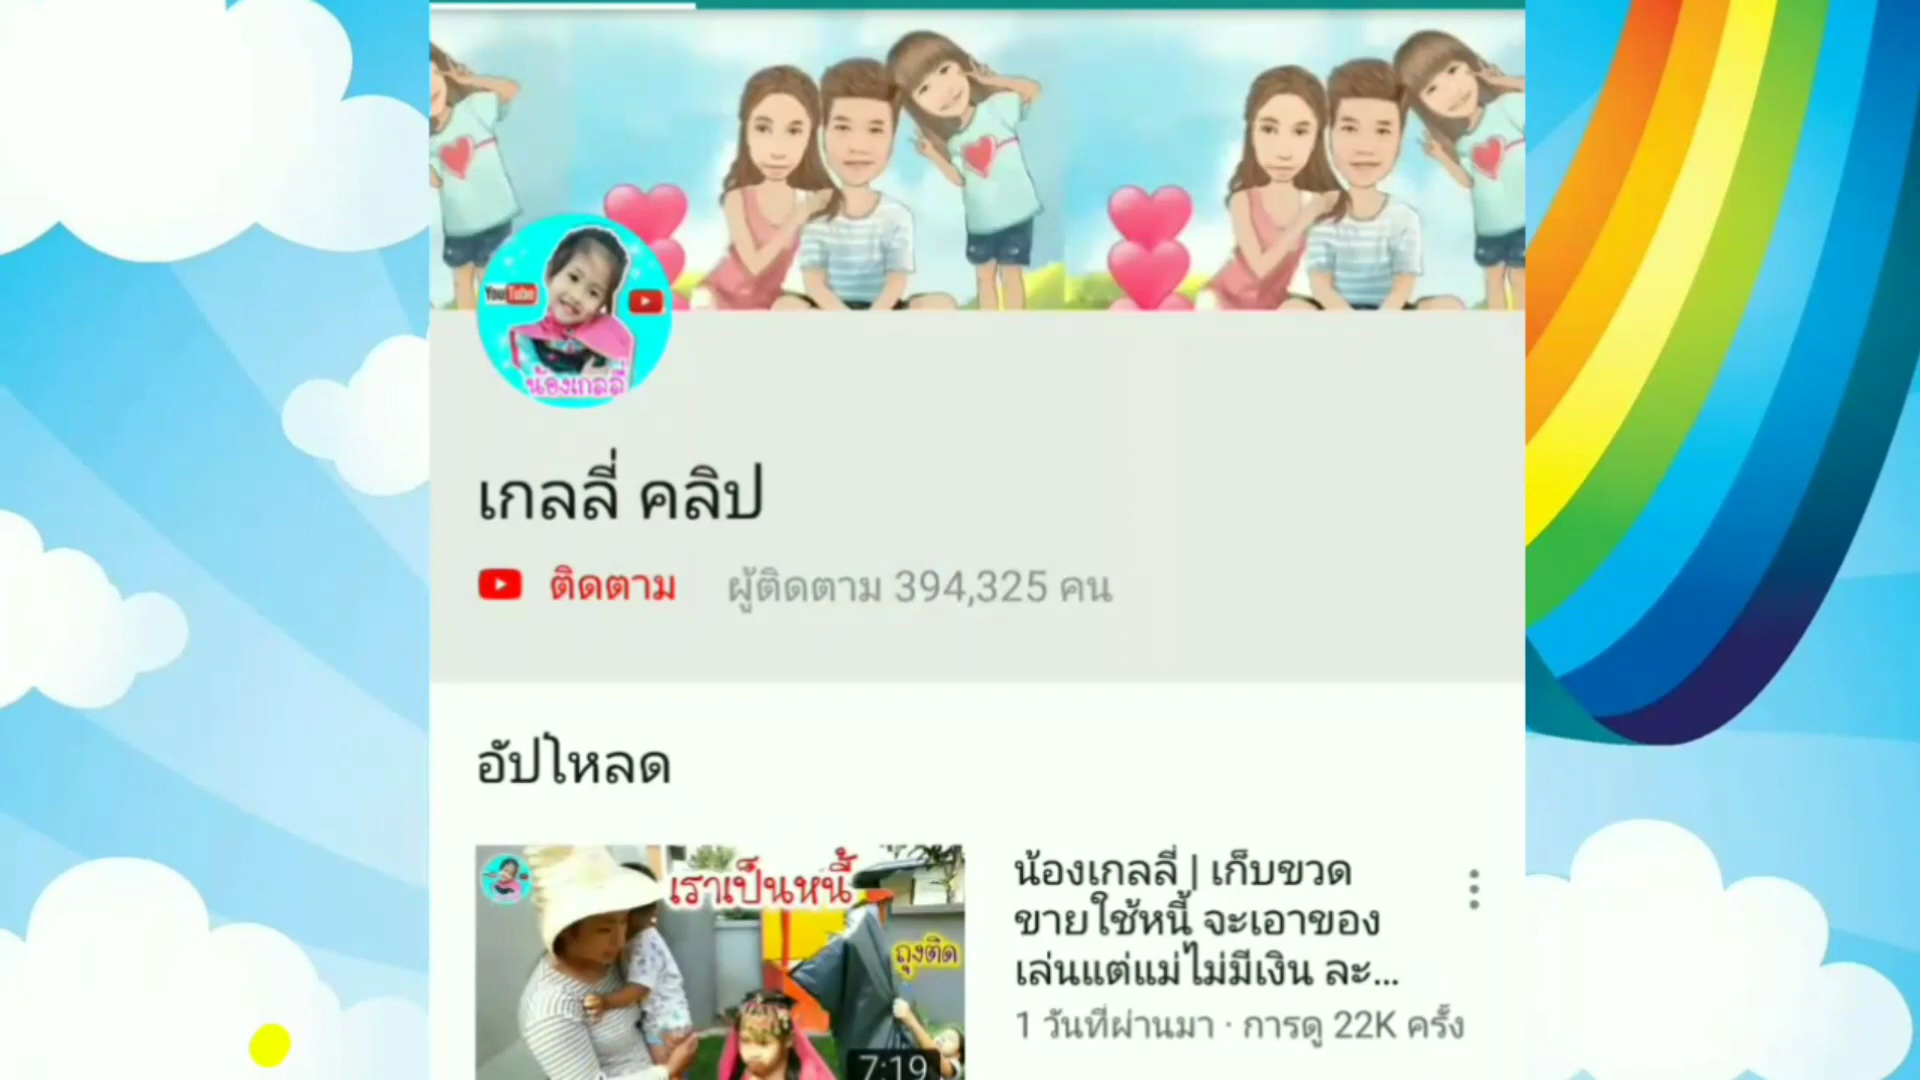 YouTube
น้องเกลลี่
เกลลี่ คลิป
ติดตาม
ผู้ติดตาม 394,325 คน
อัปโหลด
เราเป็นหนี้
ถุงติด
7:19
น้องเกลลี่ | เก็บขวด
ขายใช้หนี้ จะเอาของ
เล่นแต่แม่ไม่มีเงิน ละ...
1 วันที่ผ่านมา · การดู 22K ครั้ง